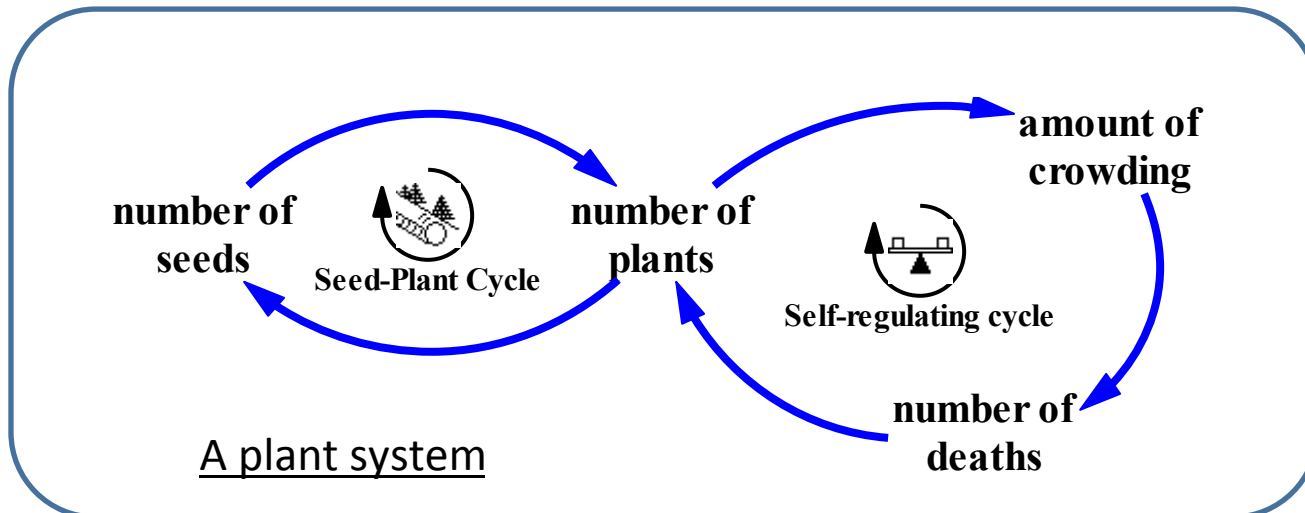 number of
seeds
Seed-Plant Cycle
number of
plants
amount of
crowding
Self-regulating cycle
number of
deaths
A plant system